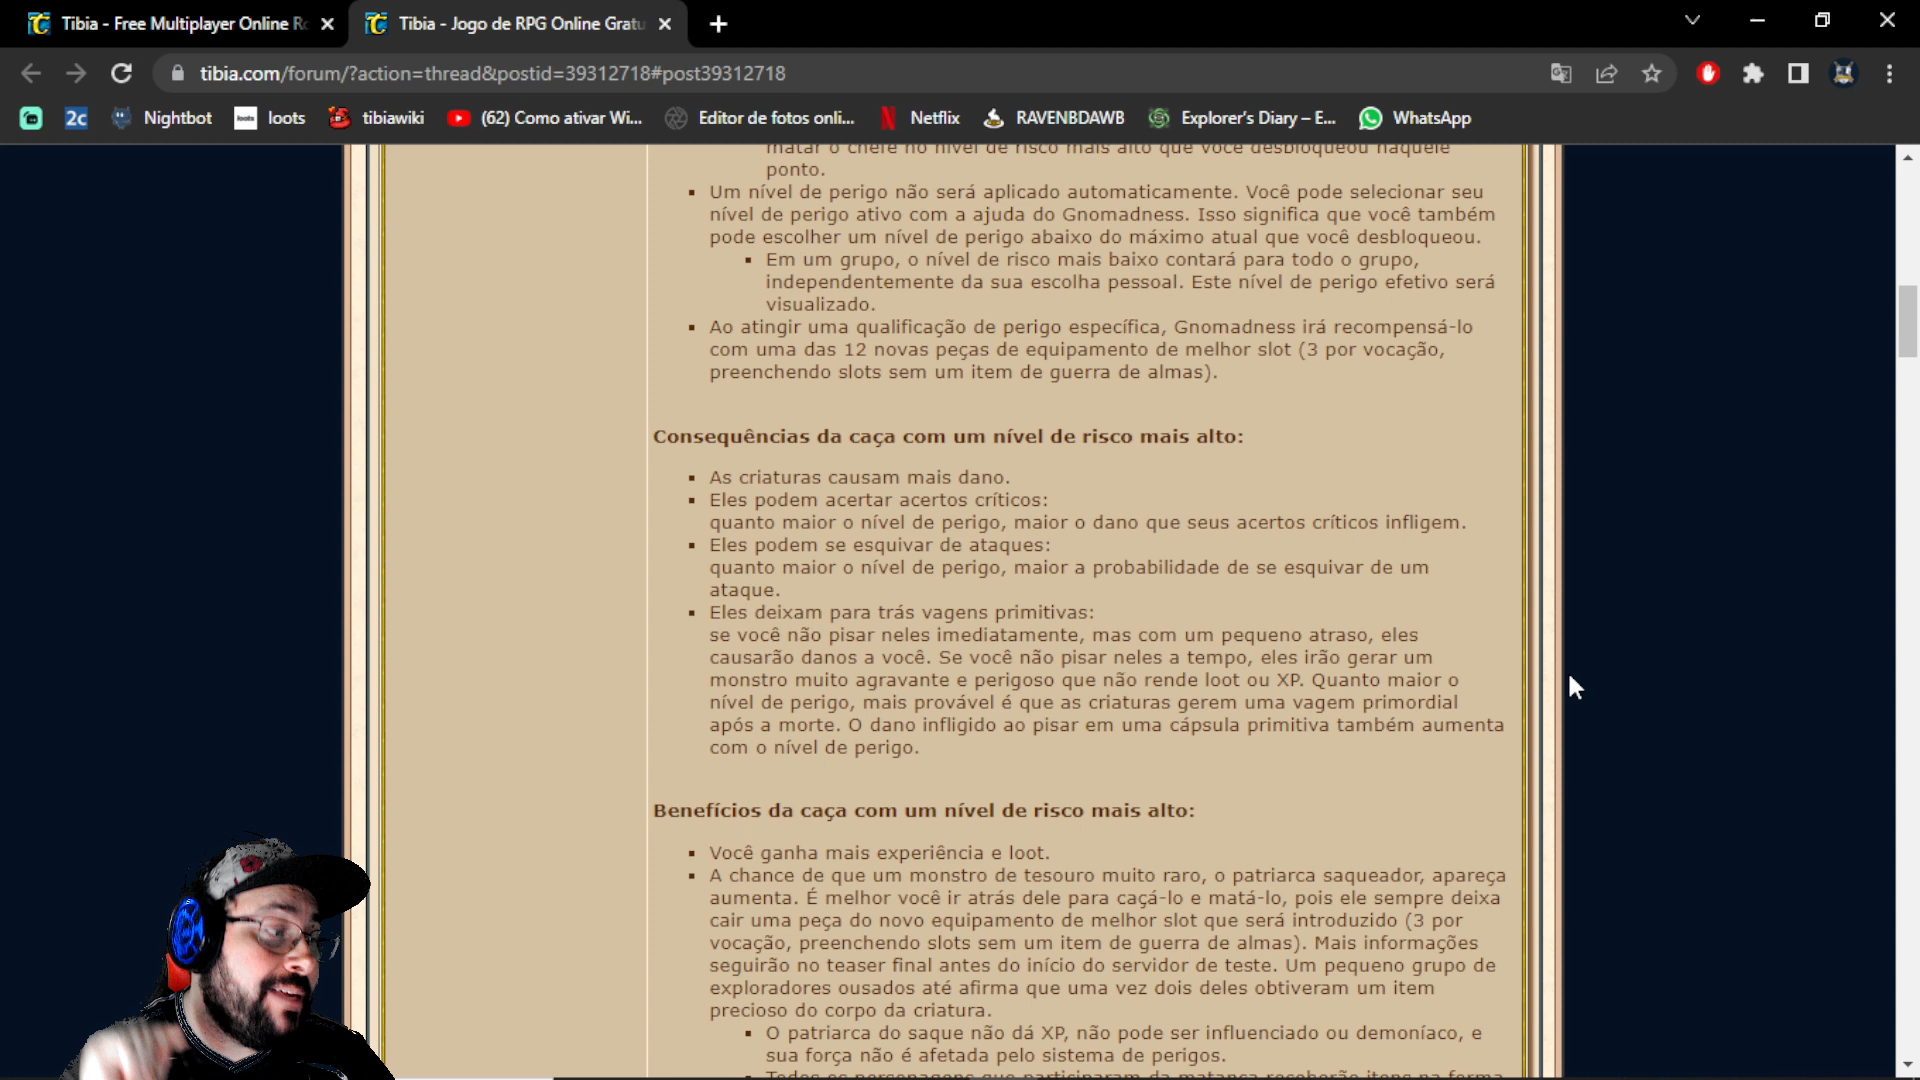 Tibia - Free Multiplayer Online Ro
Tibia - Jogo de RPG Online Gratu
tibia.com/forum/?action=thread&postid=39312718#post39312718
2c
Nightbot
loots
loots
tibiawiki
(62) Como ativar Wi...
Editor de fotos onli...
Netflix
RAVENBDAWB
Explorer's Diary – E...
WhatsApp
matar o chefe no nível de risco mais alto que você desbloqueou naquele
ponto.
Um nível de perigo não será aplicado automaticamente. Você pode selecionar seu
nível de perigo ativo com a ajuda do Gnomadness. Isso significa que você também
pode escolher um nível de perigo abaixo do máximo atual que você desbloqueou.
Em um grupo, o nível de risco mais baixo contará para todo o grupo,
independentemente da sua escolha pessoal. Este nível de perigo efetivo será
visualizado.
Ao atingir uma qualificação de perigo específica, Gnomadness irá recompensá-lo
com uma das 12 novas peças de equipamento de melhor slot (3 por vocação,
preenchendo slots sem um item de guerra de almas).
Consequências da caça com um nível de risco mais alto:
As criaturas causam mais dano.
Eles podem acertar acertos críticos:
quanto maior o nível de perigo, maior o dano que seus acertos críticos infligem.
Eles podem se esquivar de ataques:
quanto maior o nível de perigo, maior a probabilidade de se esquivar de um
ataque.
Eles deixam para trás vagens primitivas:
se você não pisar neles imediatamente, mas com um pequeno atraso, eles
causarão danos a você. Se você não pisar neles a tempo, eles irão gerar um
monstro muito agravante e perigoso que não rende loot ou XP. Quanto maior o
nível de perigo, mais provável é que as criaturas gerem uma vagem primordial
após a morte. O dano infligido ao pisar em uma cápsula primitiva também aumenta
com o nível de perigo.
Benefícios da caça com um nível de risco mais alto:
Você ganha mais experiência e loot.
A chance de que um monstro de tesouro muito raro, o patriarca saqueador, apareça
aumenta. É melhor você ir atrás dele para caçá-lo e matá-lo, pois ele sempre deixa
cair uma peça do novo equipamento de melhor slot que será introduzido (3 por
vocação, preenchendo slots sem um item de guerra de almas). Mais informações
seguirão no teaser final antes do início do servidor de teste. Um pequeno grupo de
exploradores ousados até afirma que uma vez dois deles obtiveram um item
precioso do corpo da criatura.
O patriarca do saque não dá XP, não pode ser influenciado ou demoníaco, e
sua força não é afetada pelo sistema de perigos.
Todos os personagens que participaram da matança receberão itens na forma